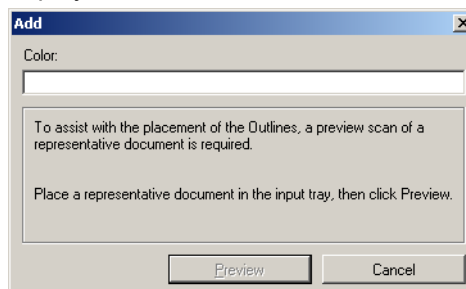 Add
Color:
To assist with the placement of the Outlines, a preview scan of a
representative document is required.
Place a representative document in the input tray, then click Preview.
Preview
Cancel